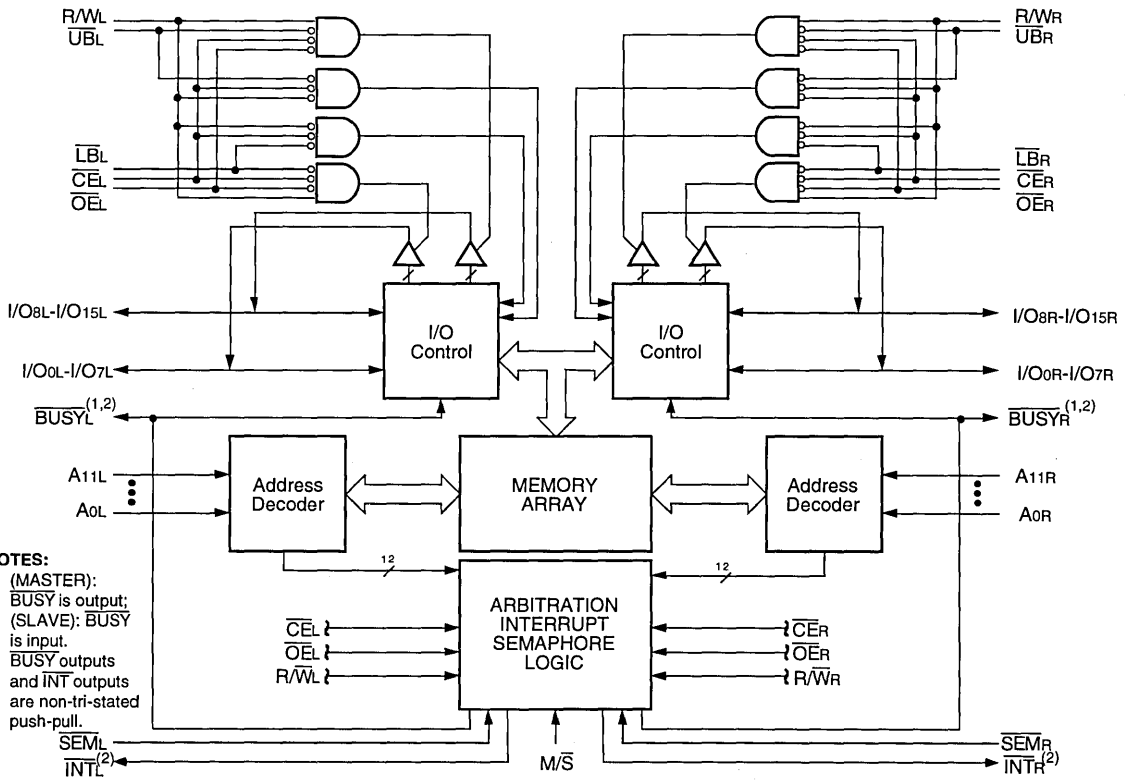 R/WL
UBL
R/WR
UBR
LBL
CEL
OEL
LBR
CER
OER
I/O8L-I/O15L
I/O Control
I/O Control
I/O8R-I/O15R
I/O0L-I/O7L
I/O0R-I/O7R
BUSYL(1,2)
BUSYR(1,2)
A11L
A0L
Address Decoder
MEMORY ARRAY
Address Decoder
A11R
A0R
12
12
OTES:
(MASTER):
BUSY is output;
(SLAVE): BUSY
is input.
BUSY outputs
and INT outputs
are non-tri-stated
push-pull.
ARBITRATION
INTERRUPT
SEMAPHORE
LOGIC
CEL
OEL
R/WL
CER
OER
R/WR
SEML
INTL(2)
M/S
SEMR
INTR(2)